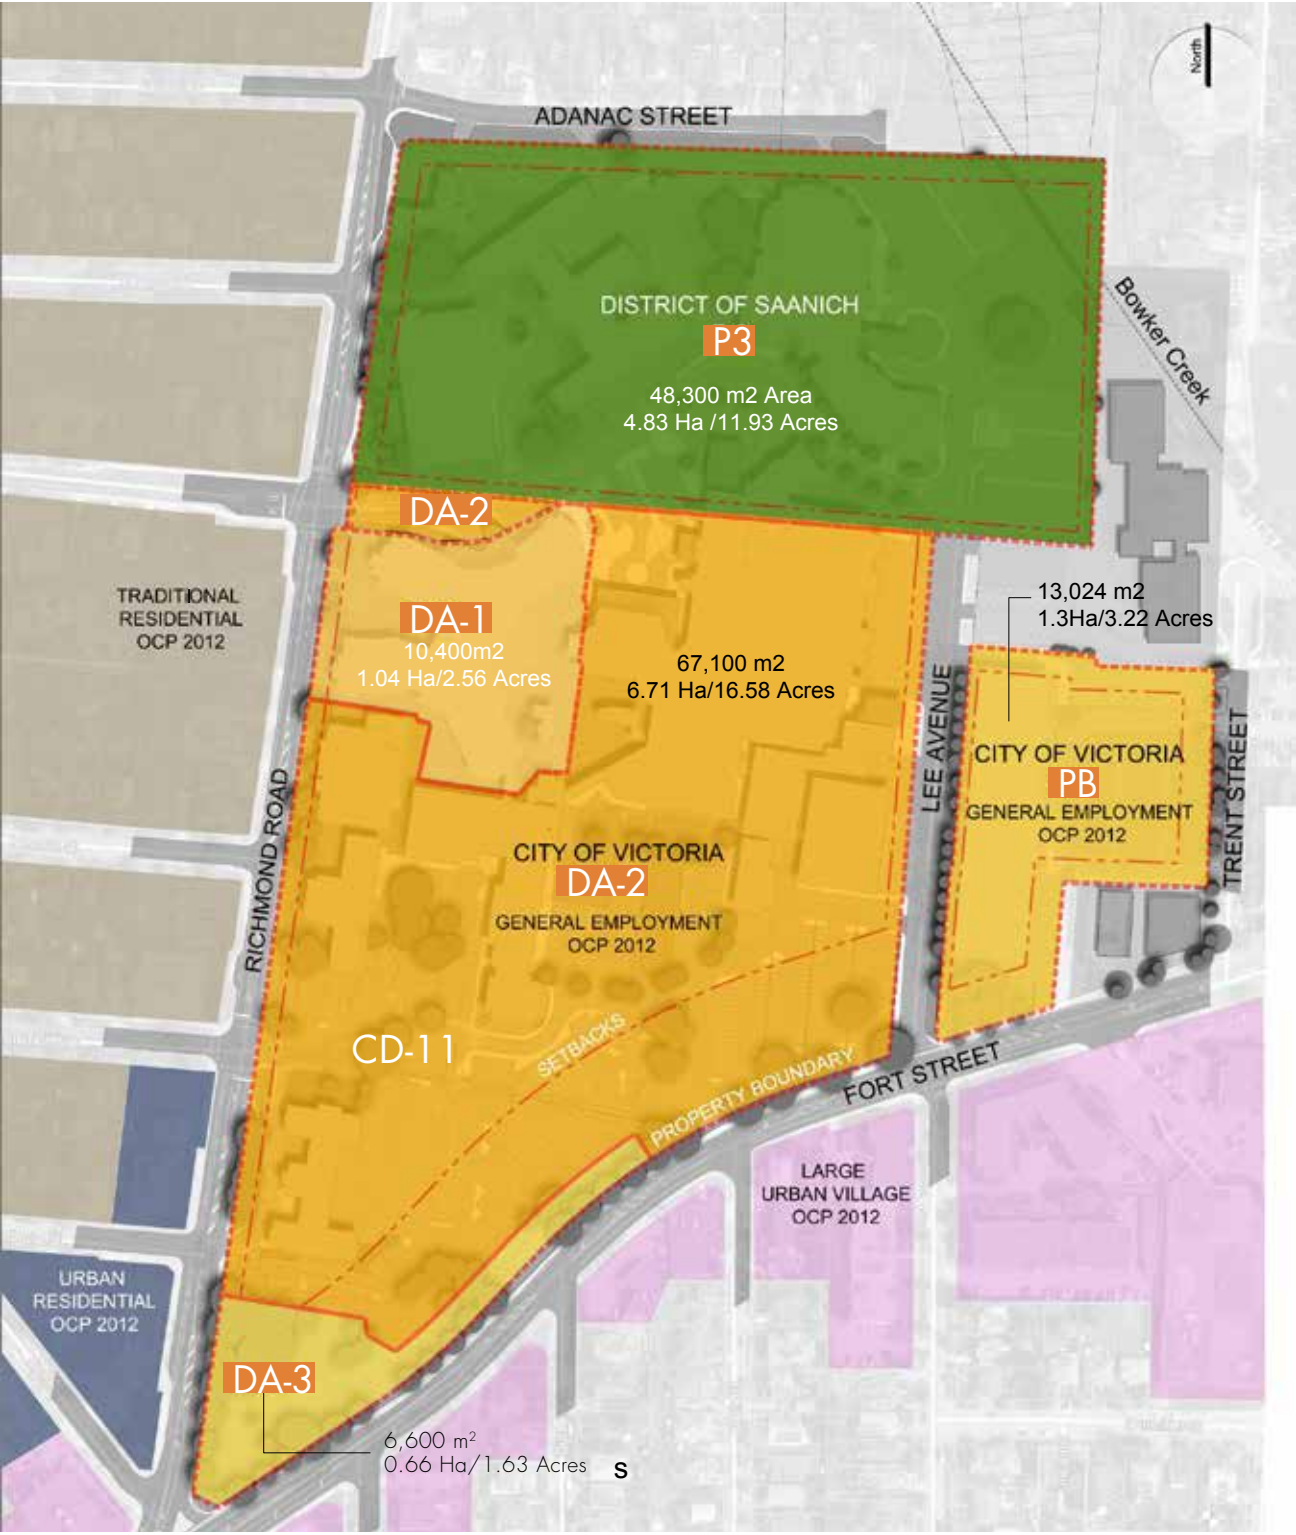 North
ADANAC STREET
DISTRICT OF SAANICH
P3
48,300 m2 Area
4.83 Ha /11.93 Acres
Bowker Creek
DA-2
TRADITIONAL
RESIDENTIAL
OCP 2012
DA-1
10,400m2
1.04 Ha/2.56 Acres
67,100 m2
6.71 Ha/16.58 Acres
13,024 m2
1.3Ha/3.22 Acres
LEE AVENUE
CITY OF VICTORIA
PB
GENERAL EMPLOYMENT
OCP 2012
TRENT STREET
RICHMOND ROAD
CITY OF VICTORIA
DA-2
GENERAL EMPLOYMENT
OCP 2012
CD-11
SETBACKS
PROPERTY BOUNDARY
FORT STREET
LARGE
URBAN VILLAGE
OCP 2012
URBAN
RESIDENTIAL
OCP 2012
DA-3
6,600 m²
0.66 Ha/1.63 Acres
s